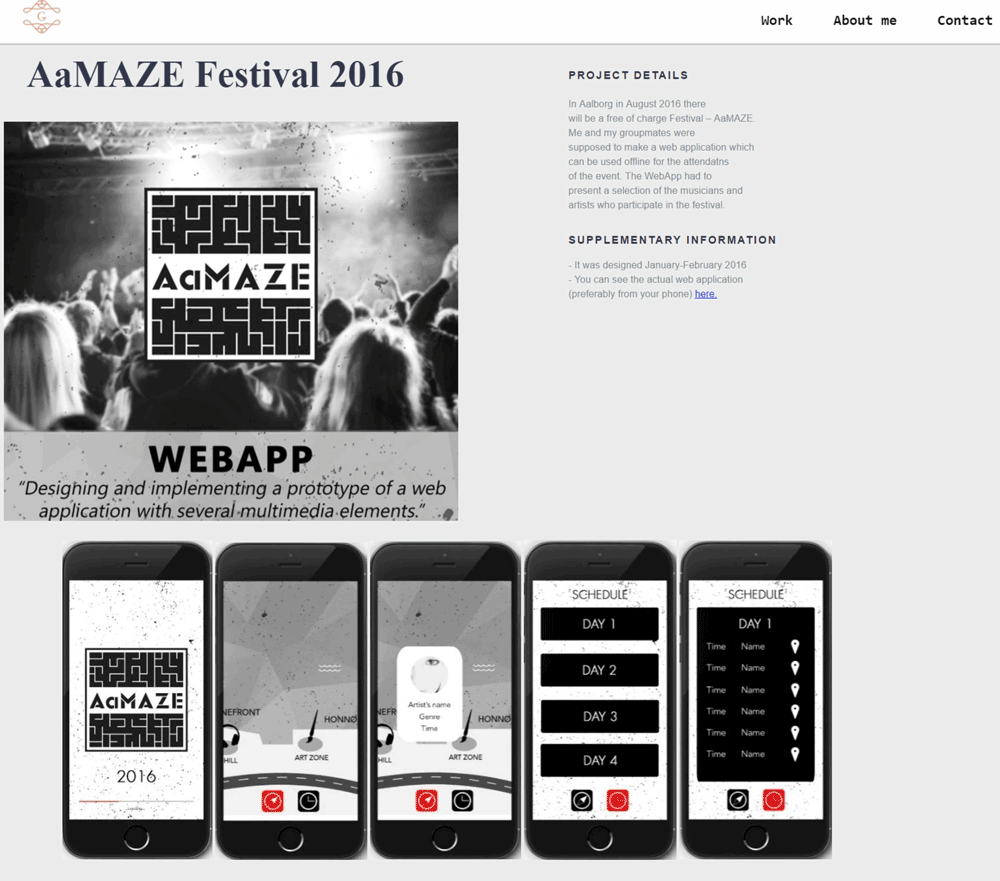 G
Work About me Contact
AaMAZE Festival 2016
AaMAZE
WEBAPP
“Designing and implementing a prototype of a web
application with several multimedia elements.”
PROJECT DETAILS
In Aalborg in August 2016 there
will be a free of charge Festival – AaMAZE.
Me and my groupmates were
supposed to make a web application which
can be used offline for the attendatns
of the event. The WebApp had to
present a selection of the musicians and
artists who participate in the festival.
SUPPLEMENTARY INFORMATION
- It was designed January-February 2016
- You can see the actual web application
(preferably from your phone) here.
AaMAZE
2016
NEFRONT
HONNØ
HILL
ART ZONE
Artist's name
Genre
Time
NEFRONT
HONNØ
HILL
ART ZONE
SCHEDULE
DAY 1
DAY 2
DAY 3
DAY 4
SCHEDULE
DAY 1
Time Name
Time Name
Time Name
Time Name
Time Name
Time Name